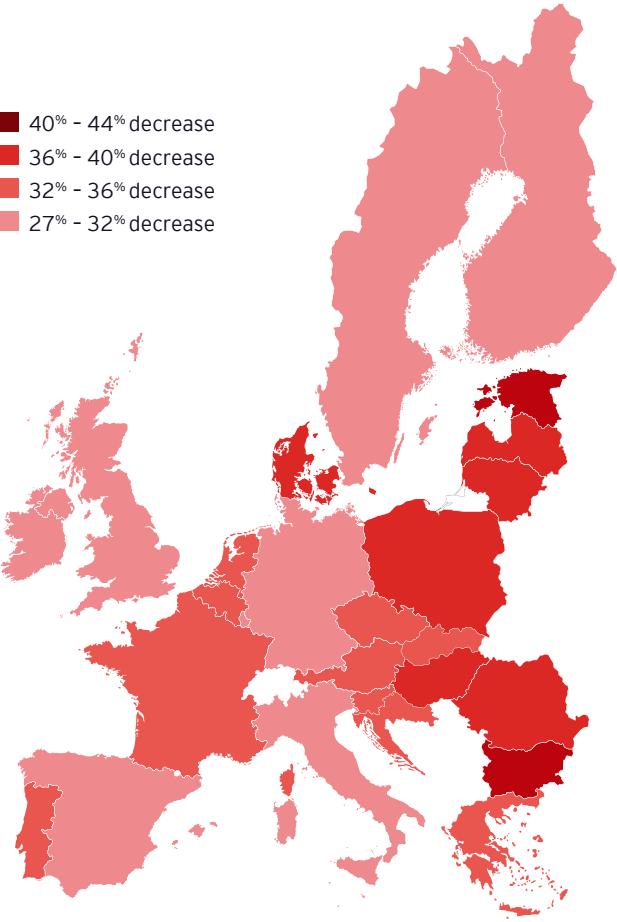 40% - 44% decrease
36% - 40% decrease
32% - 36% decrease
27% - 32% decrease